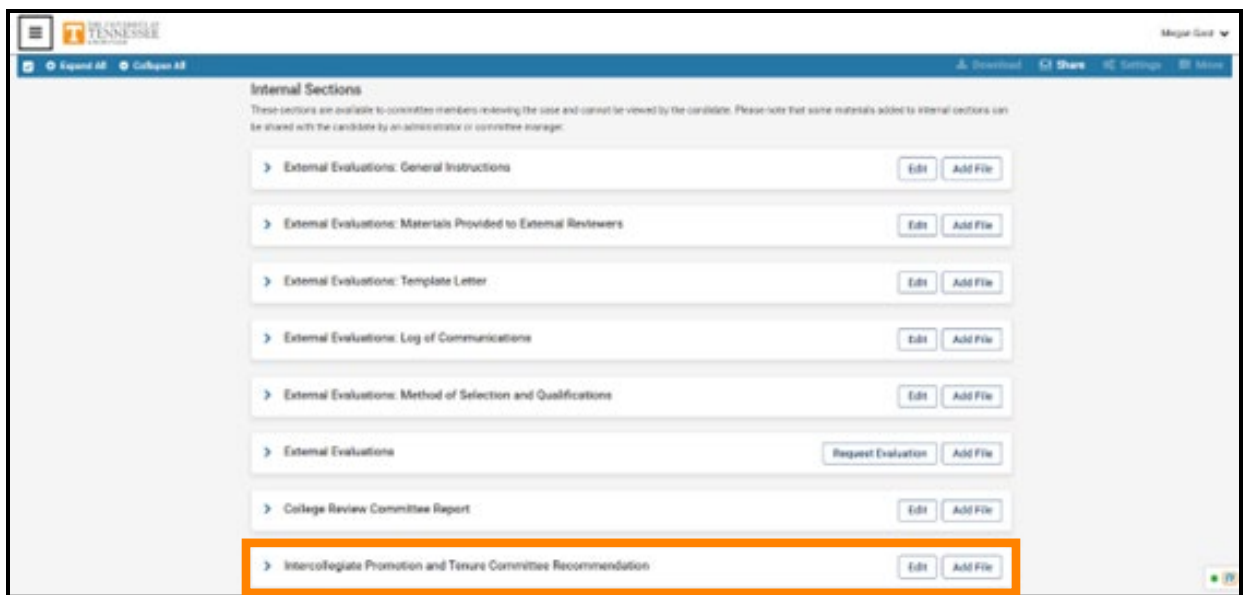 THE UNIVERSITY OF
TENNESSEE
KNOXVILLE
Expand All Collapse All
Download Share Settings Move
Internal Sections
These sections are available to committee members reviewing the case and cannot be viewed by the candidate. Please note that some materials added to internal sections can
be shared with the candidate by an administrator or committee manager.
External Evaluations: General Instructions Edit Add File
External Evaluations: Materials Provided to External Reviewers Edit Add File
External Evaluations: Template Letter Edit Add File
External Evaluations: Log of Communications Edit Add File
External Evaluations: Method of Selection and Qualifications Edit Add File
External Evaluations Request Evaluation Add File
College Review Committee Report Edit Add File
Intercollegiate Promotion and Tenure Committee Recommendation Edit Add File